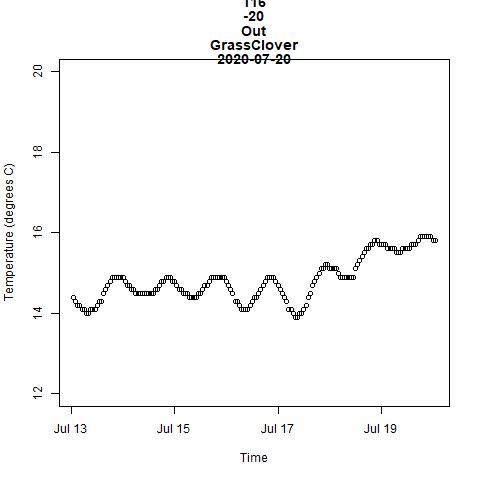 T16
-20
Out
GrassClover
2020-07-20
20
18
16
14
12
Temperature (degrees C)
Jul 13 Jul 15 Jul 17 Jul 19
Time